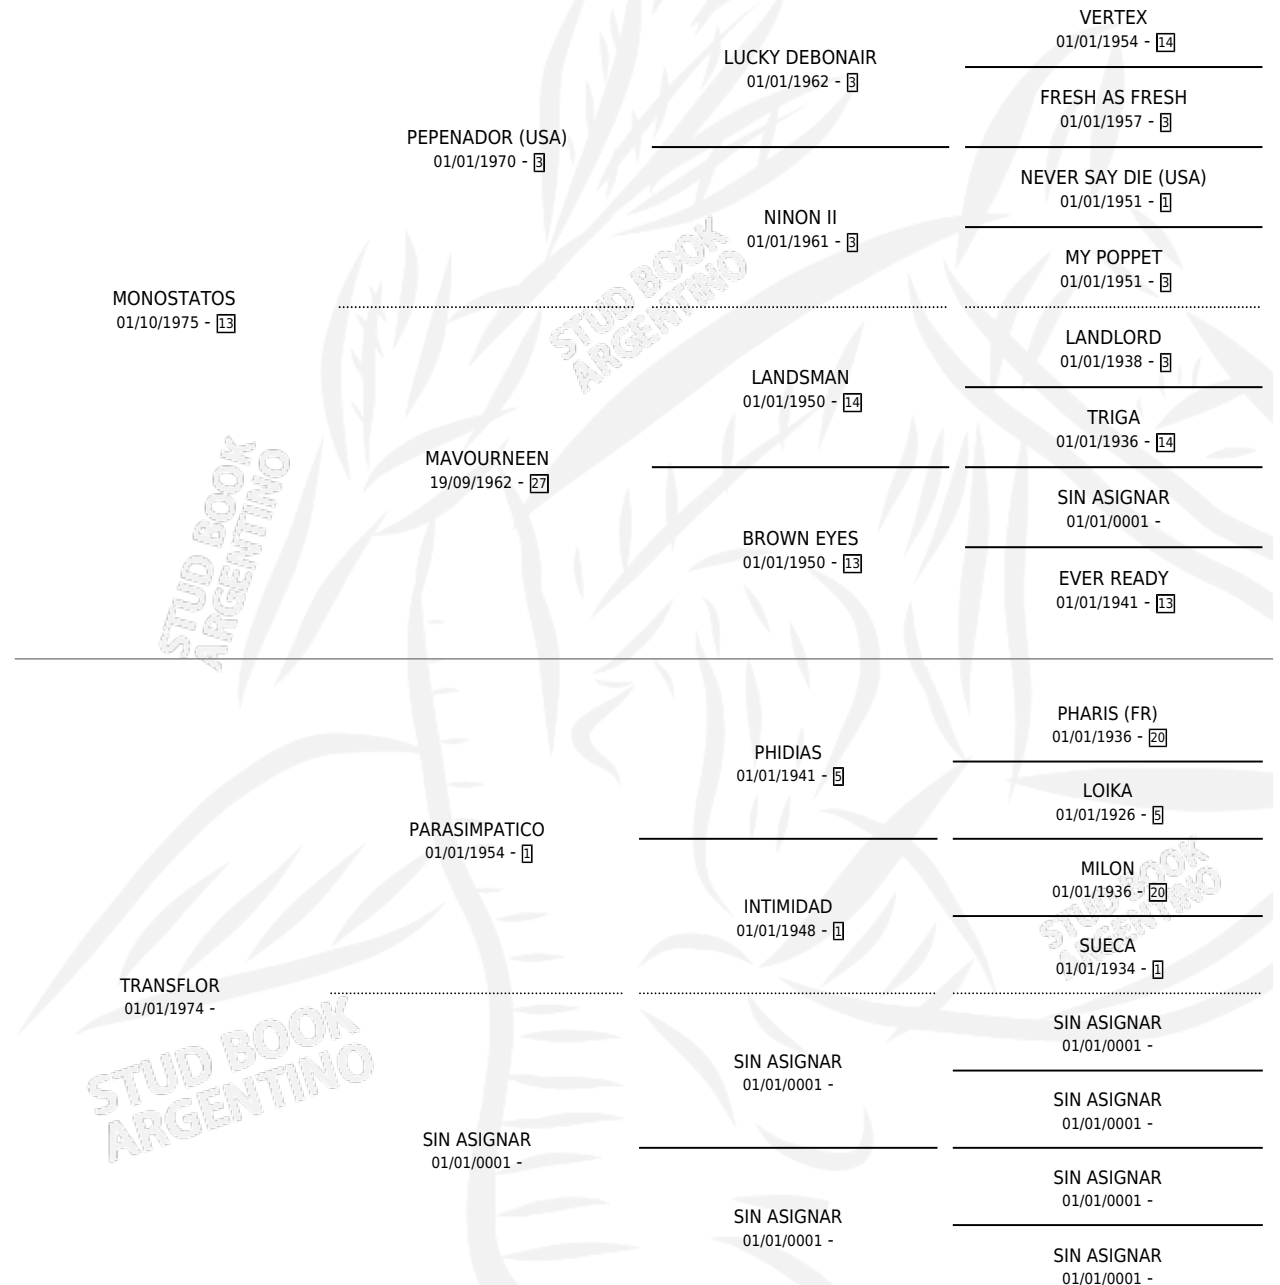 VERTEX
01/01/1954 - 14
LUCKY DEBONAIR
01/01/1962 - 3
FRESH AS FRESH
01/01/1957 - 3
PEPENADOR (USA)
01/01/1970 - 3
NEVER SAY DIE (USA)
01/01/1951 - 1
NINON II
01/01/1961 - 3
MY POPPET
01/01/1951 - 3
MONOSTATOS
01/10/1975 - 13
LANDLORD
01/01/1938 - 3
LANDSMAN
01/01/1950 - 14
TRIGA
01/01/1936 - 14
MAVOURNEEN
19/09/1962 - 27
SIN ASIGNAR
01/01/0001 -
BROWN EYES
01/01/1950 - 13
EVER READY
01/01/1941 - 13
PHARIS (FR)
01/01/1936 - 20
PHIDIAS
01/01/1941 - 5
LOIKA
01/01/1926 - 5
PARASIMPATICO
01/01/1954 - 1
MILON
01/01/1936 - 20
INTIMIDAD
01/01/1948 - 1
SUECA
01/01/1934 - 1
TRANSFLOR
01/01/1974 -
SIN ASIGNAR
01/01/0001 -
SIN ASIGNAR
01/01/0001 -
SIN ASIGNAR
01/01/0001 -
SIN ASIGNAR
01/01/0001 -
SIN ASIGNAR
01/01/0001 -
SIN ASIGNAR
01/01/0001 -
SIN ASIGNAR
01/01/0001 -
STUD BOOK
ARGENTINO
STUD BOOK
ARGENTINO
STUD BOOK
ARGENTINO
STUD BOOK
ARGENTINO